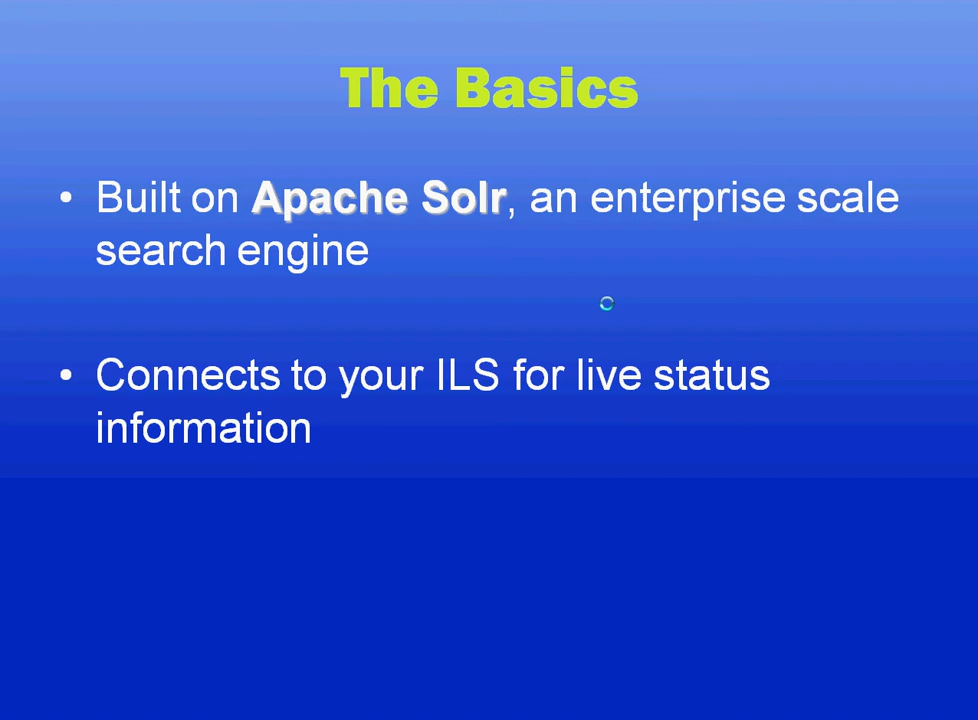 The Basics
• Built on Apache Solr, an enterprise scale
search engine
• Connects to your ILS for live status
information